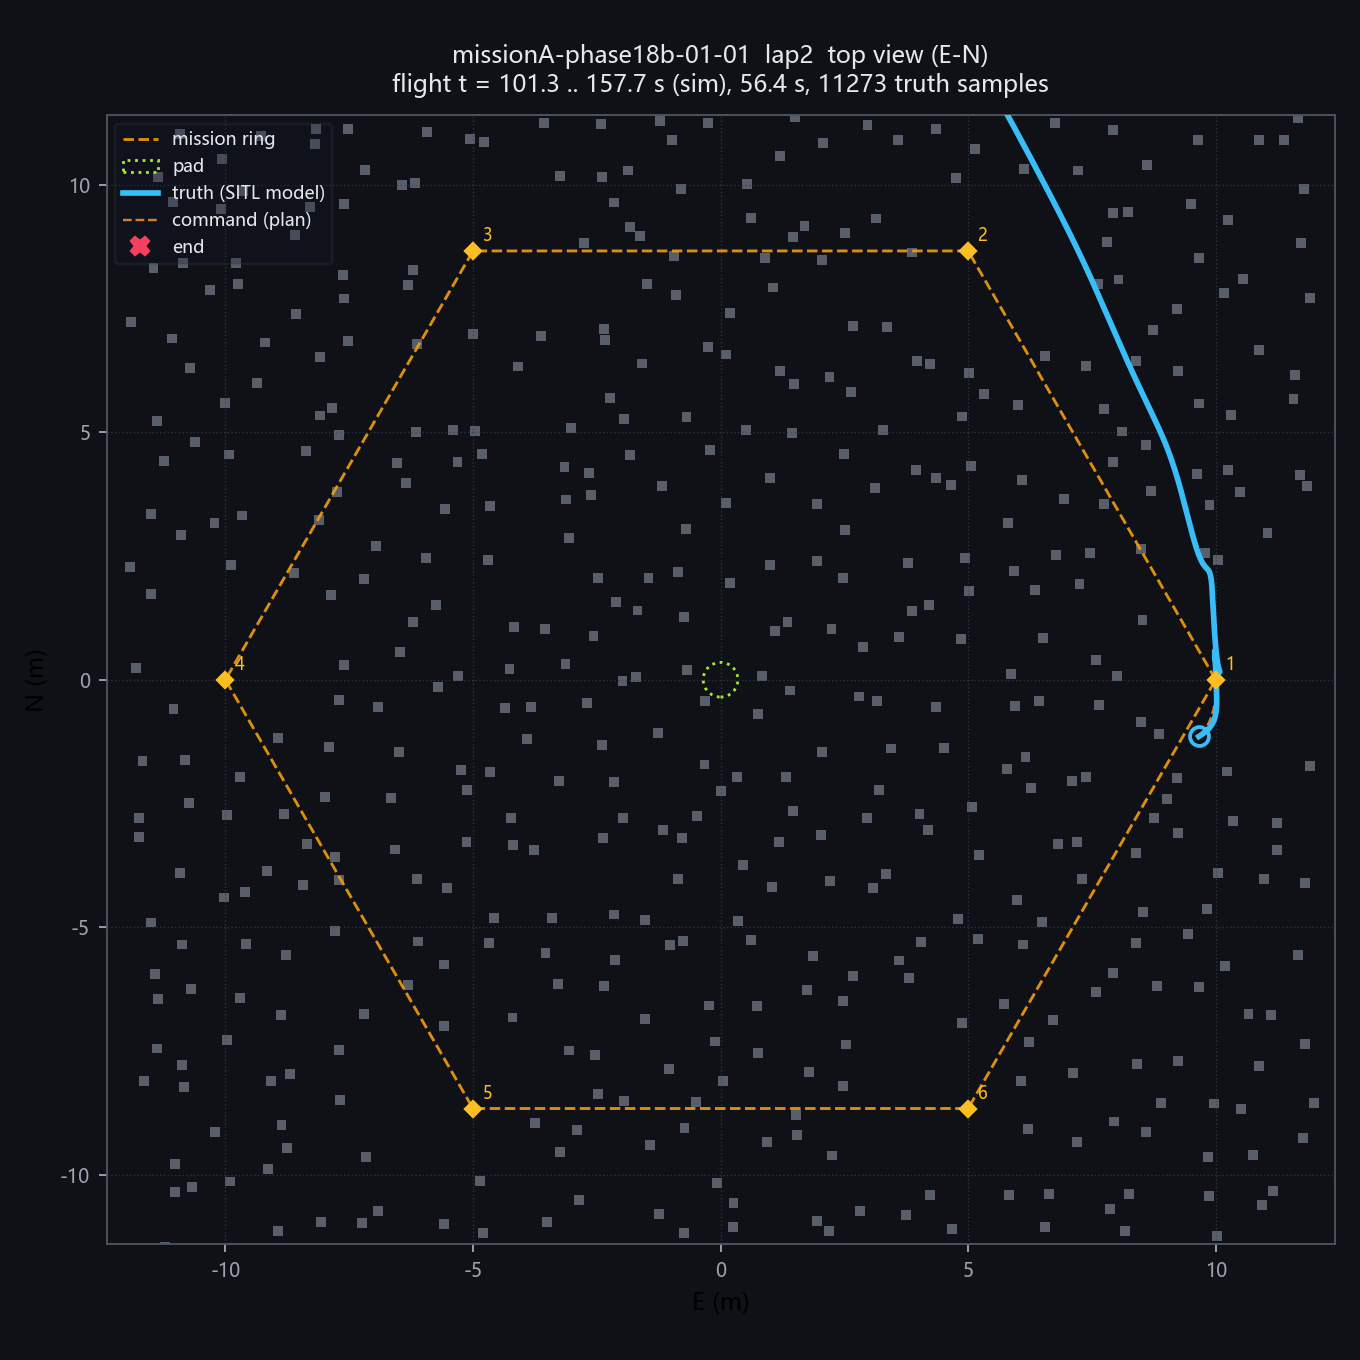 missionA-phase18b-01-01  lap2  top view (E-N)
flight t = 101.3 .. 157.7 s (sim), 56.4 s, 11273 truth samples
mission ring
pad
truth (SITL model)
command (plan)
end
3
2
4
1
5
6
10
5
0
-5
-10
N (m)
-10
-5
0
5
10
E (m)